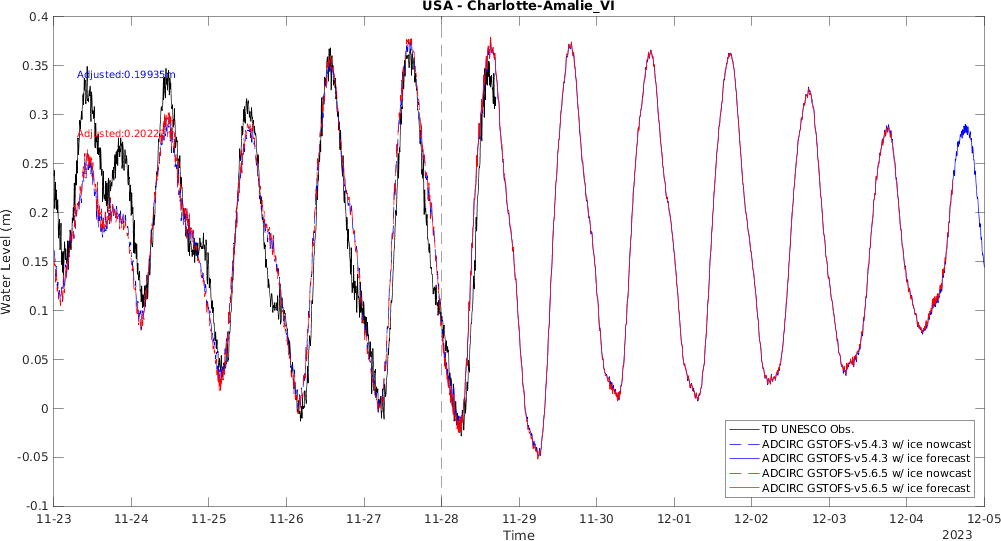 USA - Charlotte-Amalie_VI
0.4
0.35
0.3
0.25
0.2
0.15
0.1
0.05
0
-0.05
-0.1
Water Level (m)
Adjusted:0.19935m
TD UNESCO Obs.
ADCIRC GSTOFS-v5.4.3 w/ ice nowcast
ADCIRC GSTOFS-v5.4.3 w/ ice forecast
ADCIRC GSTOFS-v5.6.5 w/ ice nowcast
ADCIRC GSTOFS-v5.6.5 w/ ice forecast
11-23 11-24 11-25 11-26 11-27 11-28 11-29 11-30 12-01 12-02 12-03 12-04 12-05
Time
2023